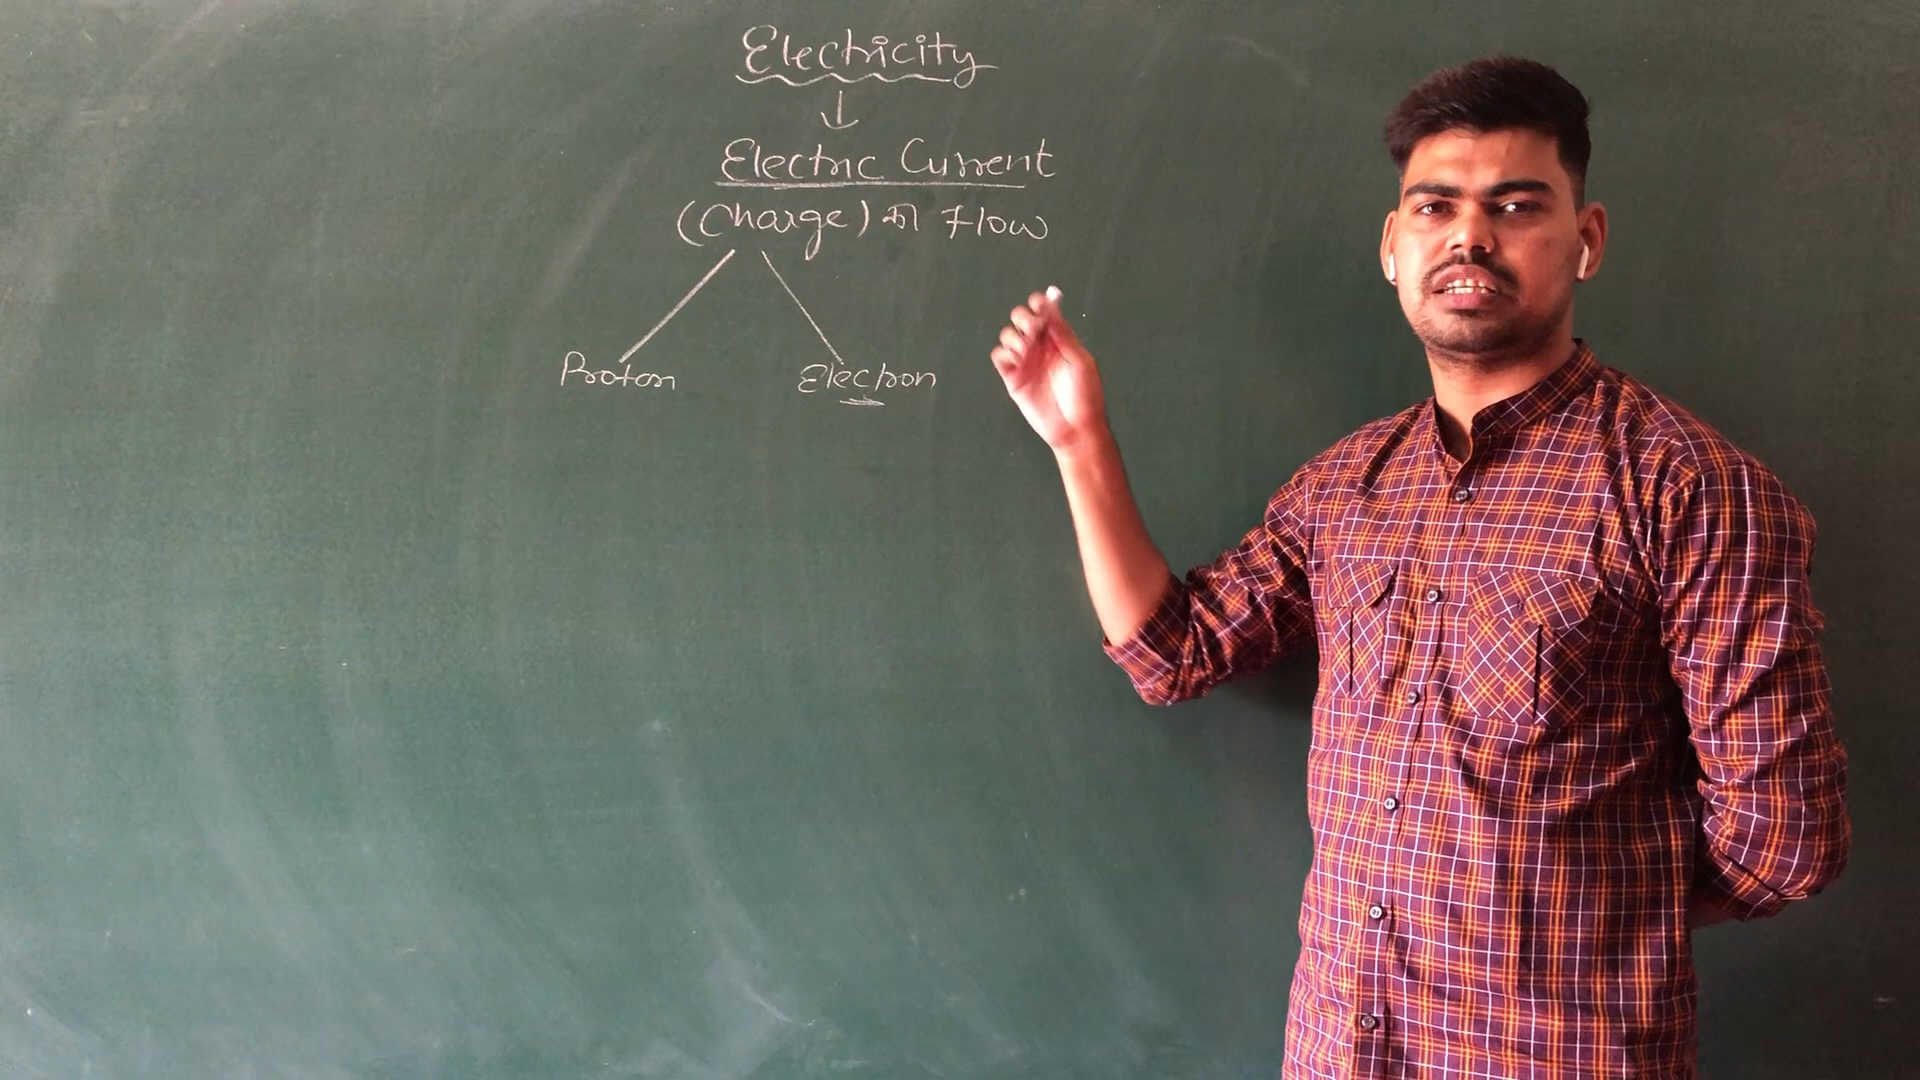 Electricity
↓
Electric Current
(Charge) का Flow
Proton Electron